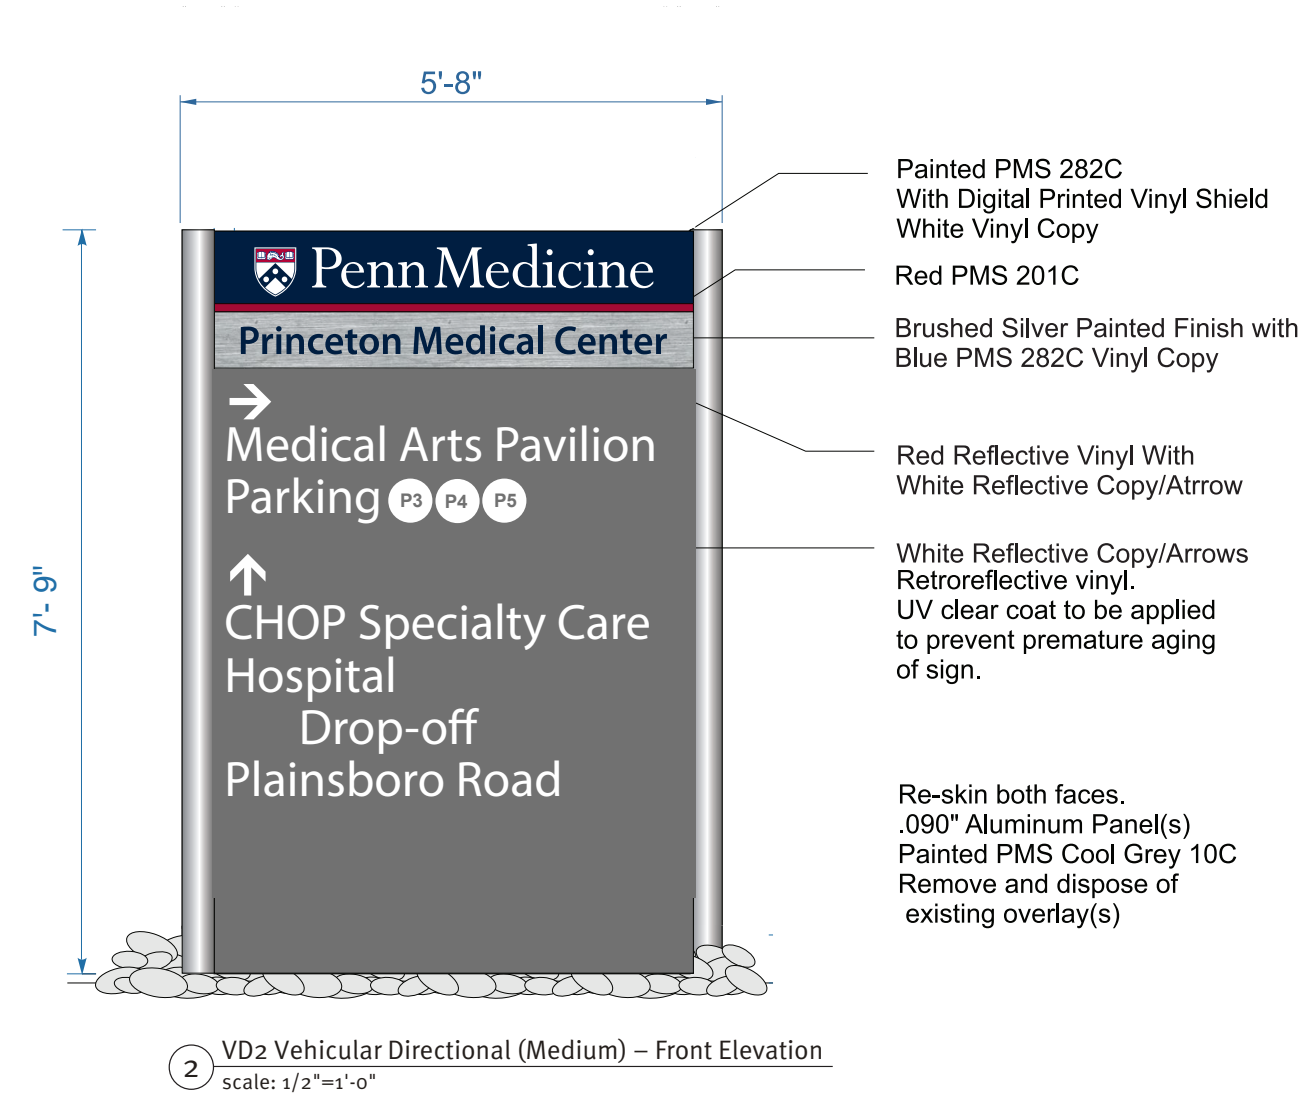 5'-8"
7'- 9"
Penn Medicine
Princeton Medical Center
Medical Arts Pavilion
Parking P3 P4 P5
CHOP Specialty Care
Hospital
Drop-off
Plainsboro Road
Painted PMS 282C
With Digital Printed Vinyl Shield
White Vinyl Copy
Red PMS 201C
Brushed Silver Painted Finish with
Blue PMS 282C Vinyl Copy
Red Reflective Vinyl With
White Reflective Copy/Atrrow
White Reflective Copy/Arrows
Retroreflective vinyl.
UV clear coat to be applied
to prevent premature aging
of sign.
Re-skin both faces.
.090" Aluminum Panel(s)
Painted PMS Cool Grey 10C
Remove and dispose of
existing overlay(s)
2
VD2 Vehicular Directional (Medium) – Front Elevation
scale: 1/2"=1'-0"